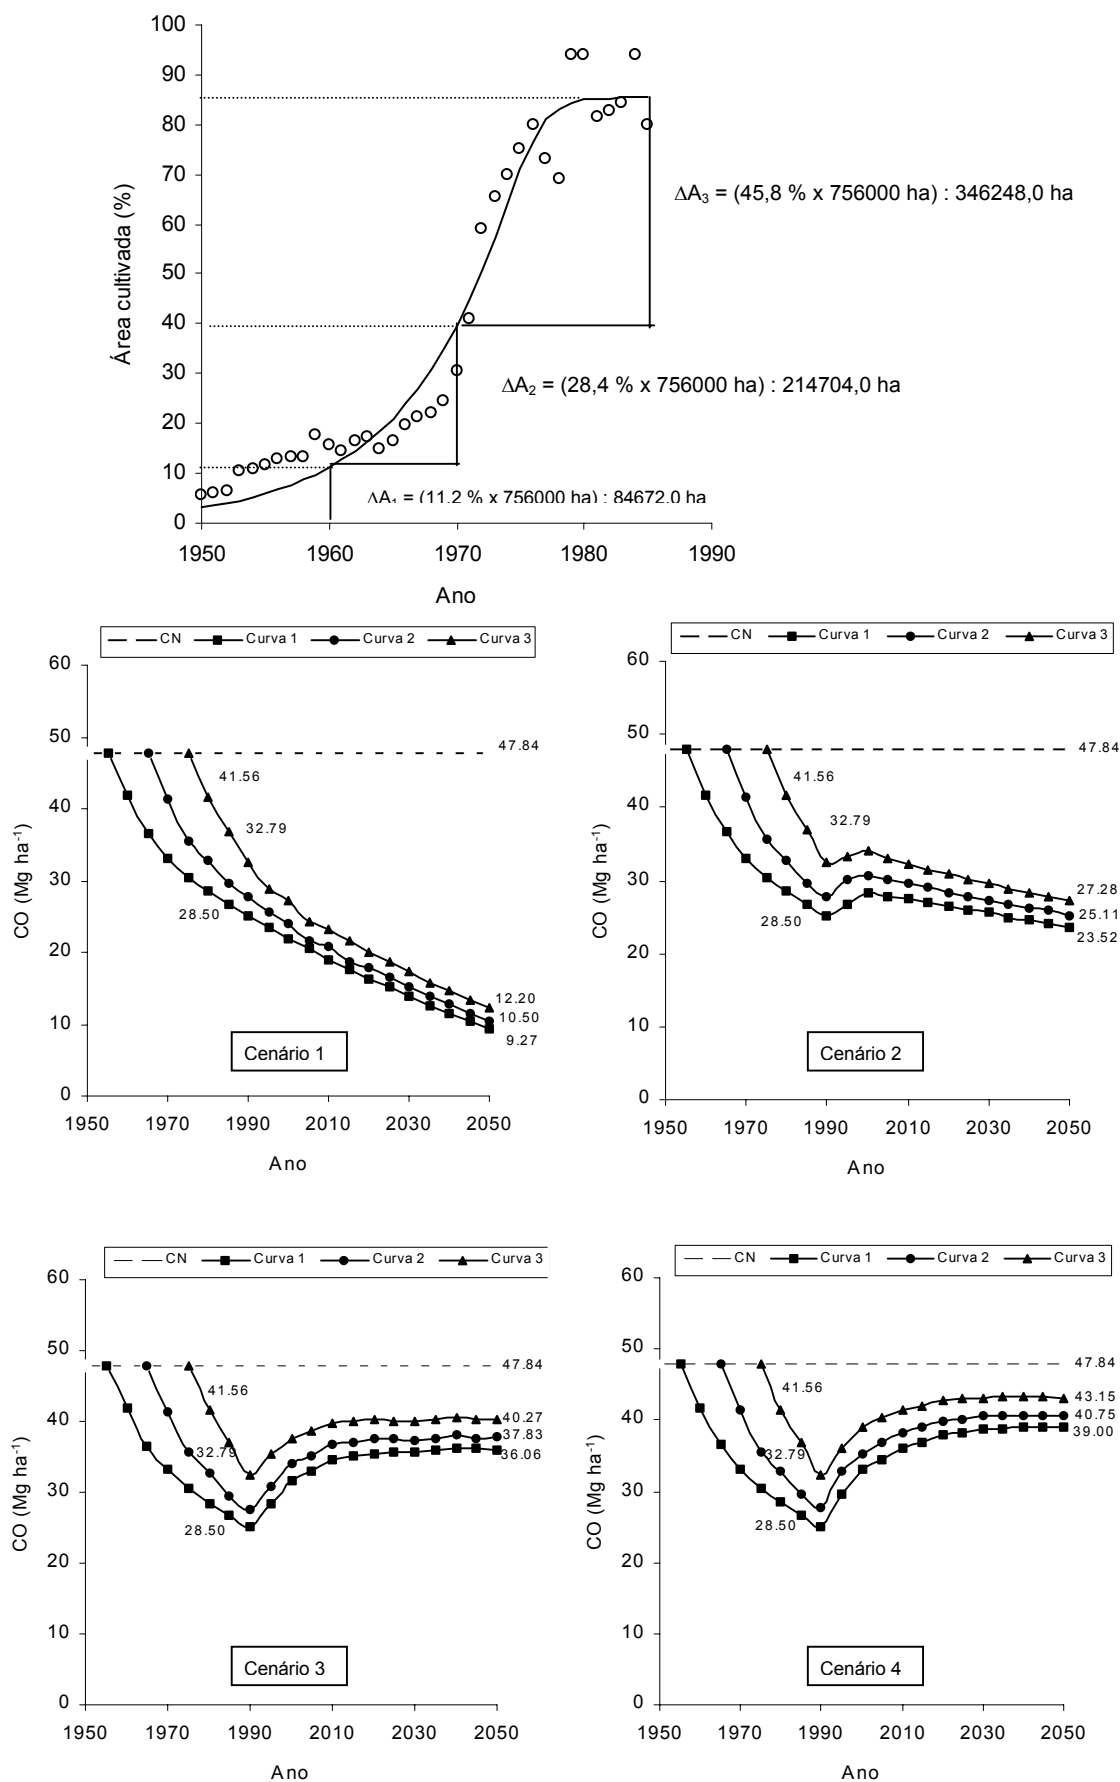 100
90
80
70
60
50
40
30
20
10
0
Área cultivada (%)
ΔA3 = (45,8 % x 756000 ha) : 346248,0 ha
ΔA2 = (28,4 % x 756000 ha) : 214704,0 ha
ΔA1 = (11.2 % x 756000 ha) : 84672.0 ha
1950 1960 1970 1980 1990
Ano
CN Curva 1 Curva 2 Curva 3
60
50
40
30
20
10
0
CO (Mg ha-1)
47.84
41.56
32.79
28.50
12.20
10.50
9.27
Cenário 1
1950 1970 1990 2010 2030 2050
Ano
CN Curva 1 Curva 2 Curva 3
60
50
40
30
20
10
0
CO (Mg ha-1)
47.84
41.56
32.79
28.50
27.28
25.11
23.52
Cenário 2
1950 1970 1990 2010 2030 2050
Ano
CN Curva 1 Curva 2 Curva 3
60
50
40
30
20
10
0
CO (Mg ha-1)
47.84
41.56
40.27
37.83
36.06
32.79
28.50
Cenário 3
1950 1970 1990 2010 2030 2050
Ano
CN Curva 1 Curva 2 Curva 3
60
50
40
30
20
10
0
CO (Mg ha-1)
47.84
41.56
43.15
40.75
39.00
32.79
28.50
Cenário 4
1950 1970 1990 2010 2030 2050
Ano